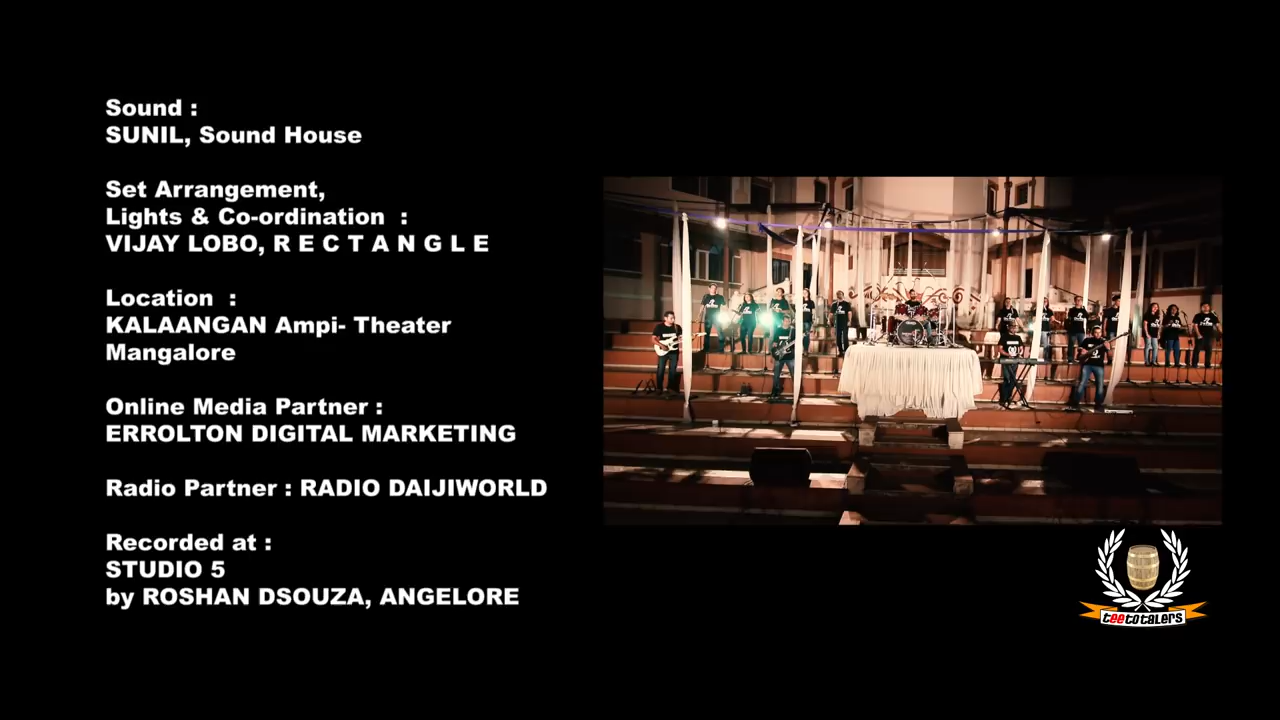 Sound :
SUNIL, Sound House
Set Arrangement,
Lights & Co-ordination  :
VIJAY LOBO, R E C T A N G L E
Location  :
KALAANGAN Ampi- Theater
Mangalore
Online Media Partner :
ERROLTON DIGITAL MARKETING
Radio Partner : RADIO DAIJIWORLD
Recorded at :
STUDIO 5
by ROSHAN DSOUZA, ANGELORE
teetotalers